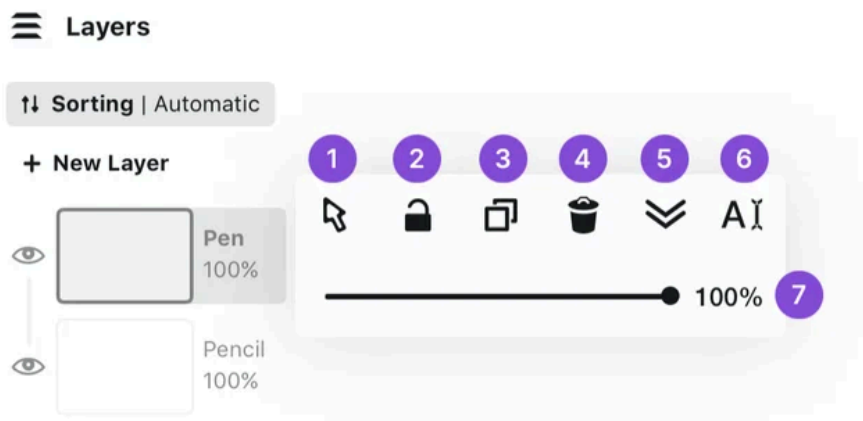 Layers
Sorting | Automatic
+ New Layer
1 2 3 4 5 6
Pen
100%
A
100% 7
Pencil
100%